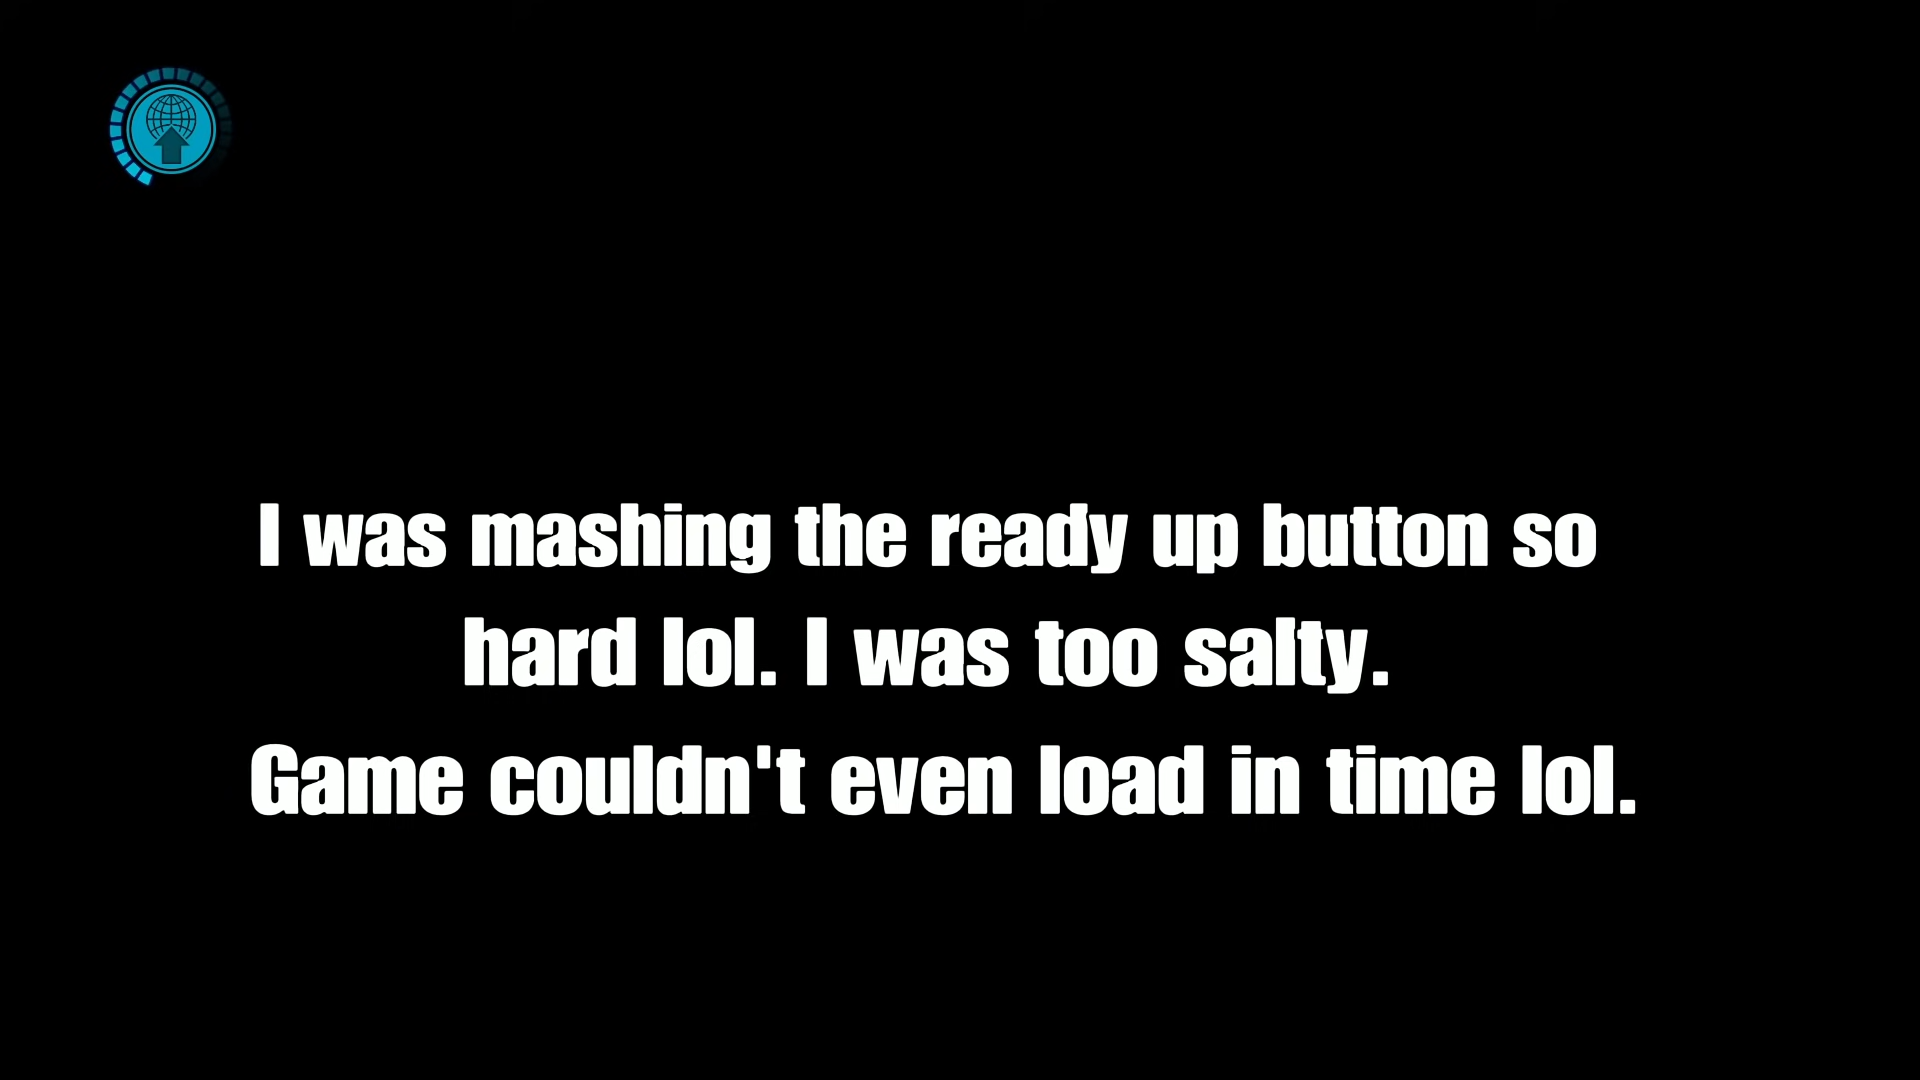 I was mashing the ready up button so
hard lol. I was too salty.
Game couldn't even load in time lol.